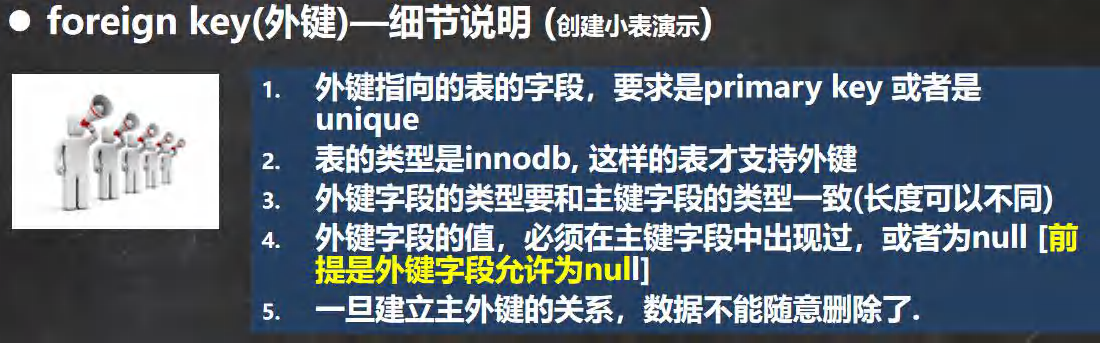 ● foreign key(外键)—细节说明 (创建小表演示)
1. 外键指向的表的字段，要求是primary key 或者是
unique
2. 表的类型是innodb, 这样的表才支持外键
3. 外键字段的类型要和主键字段的类型一致(长度可以不同)
4. 外键字段的值，必须在主键字段中出现过，或者为null [前
提是外键字段允许为null]
5. 一旦建立主外键的关系，数据不能随意删除了.